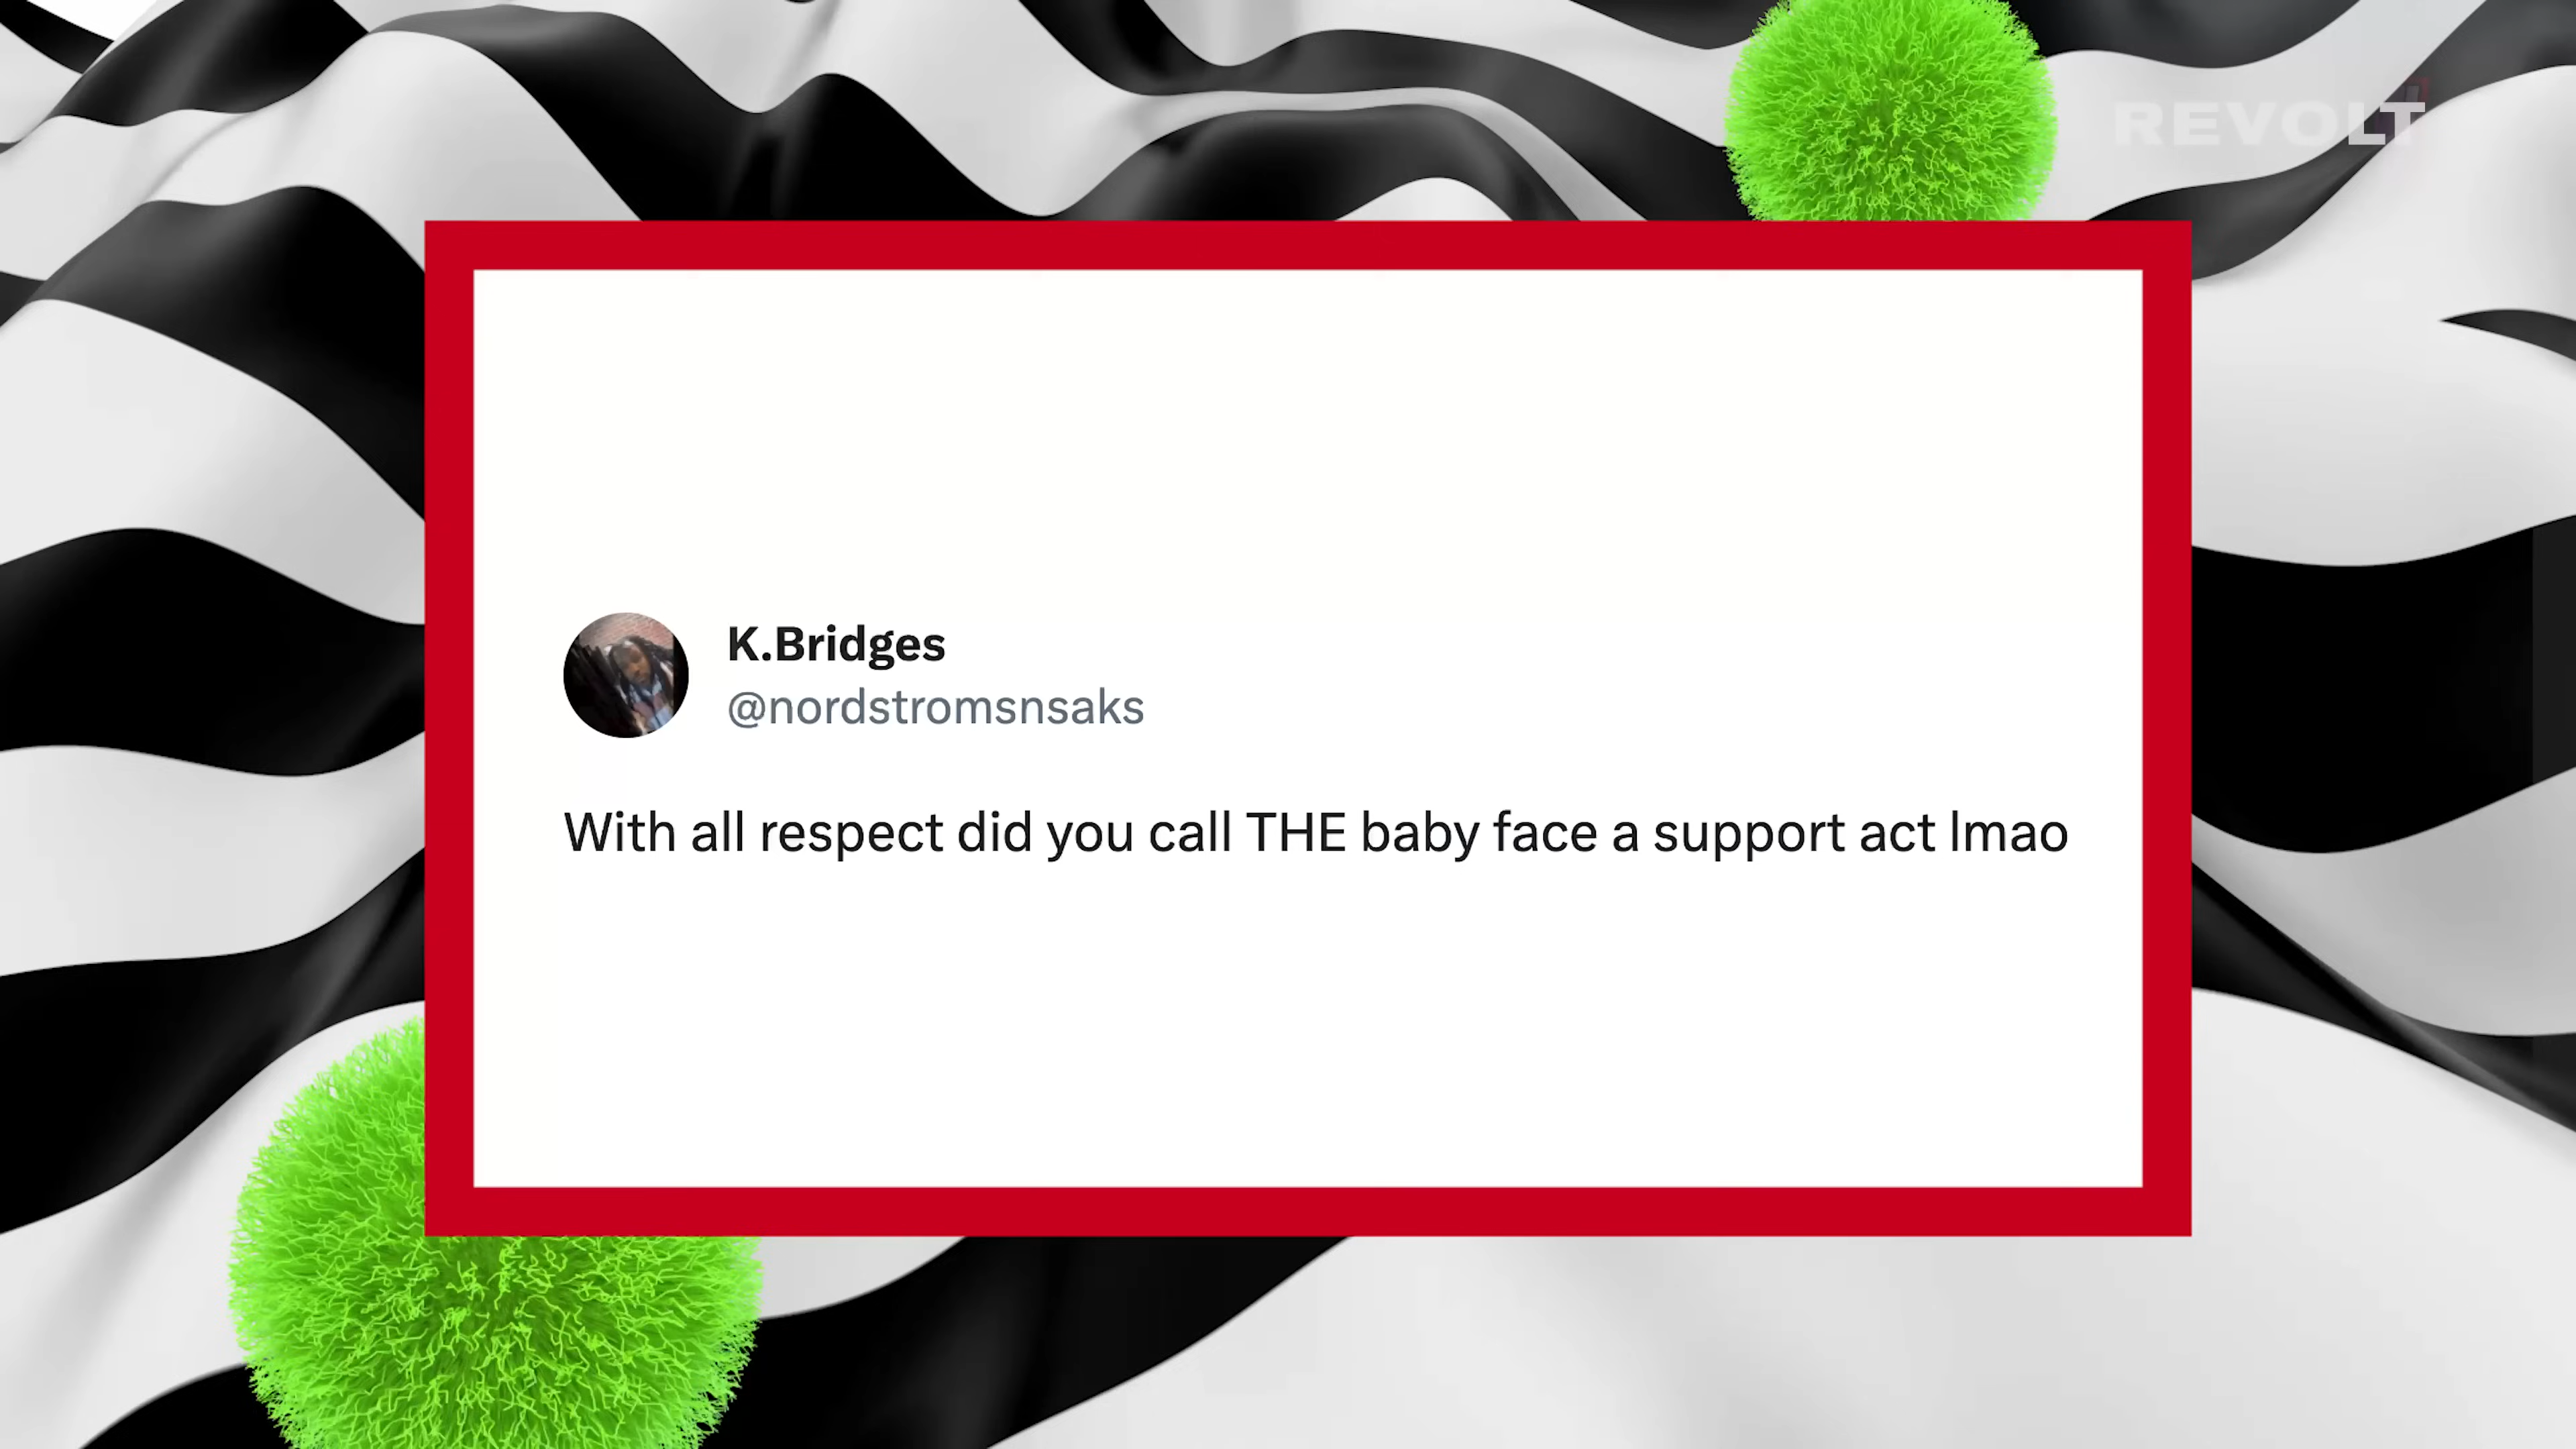 REVOLT
K.Bridges
@nordstromsnsaks
With all respect did you call THE baby face a support act lmao